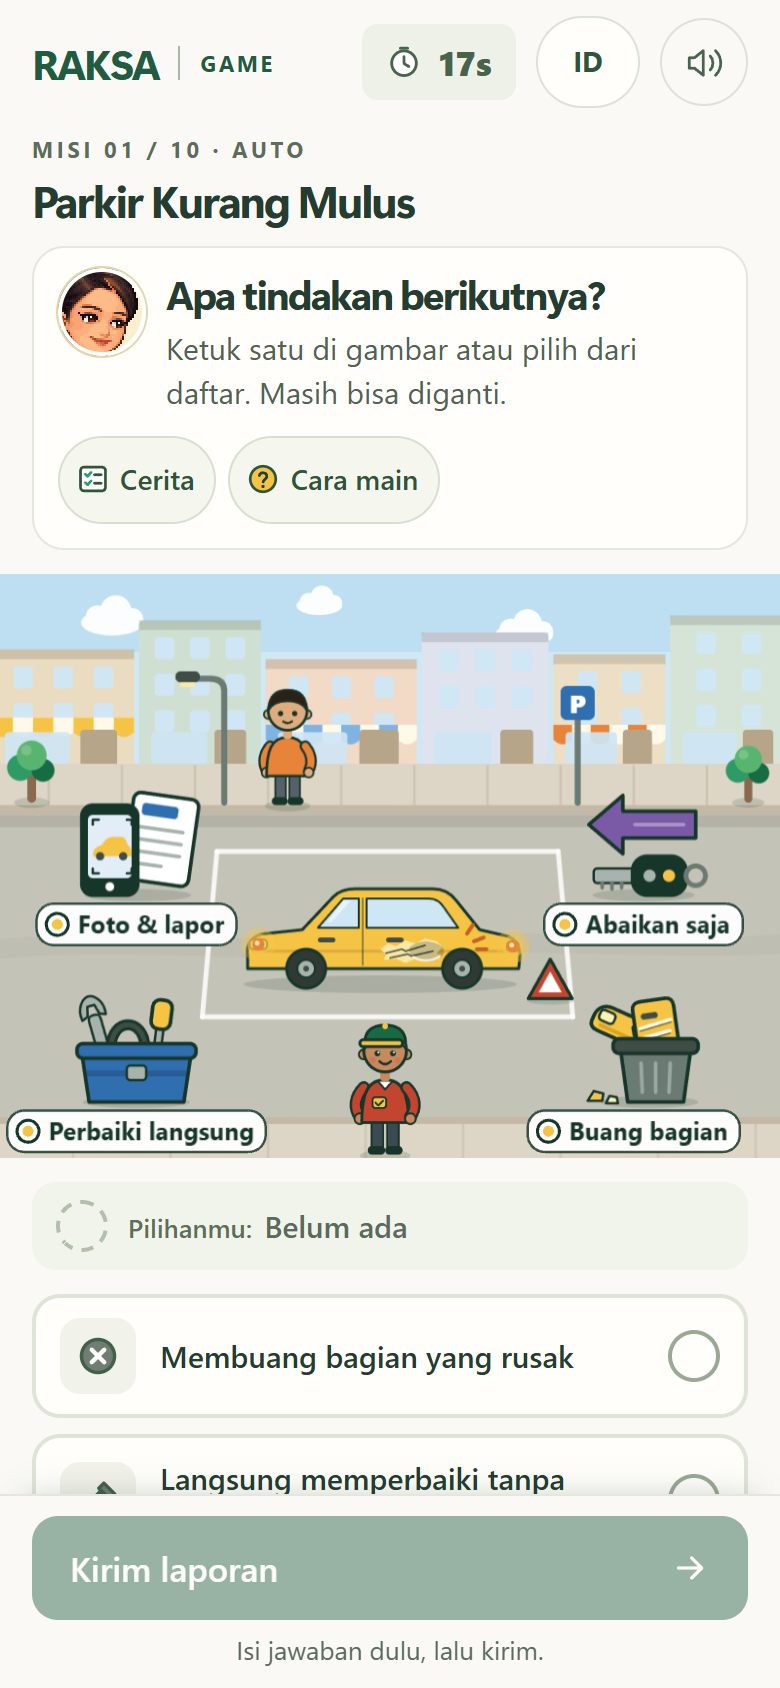 RAKSA GAME 17s ID
MISI 01 / 10 · AUTO
Parkir Kurang Mulus
Apa tindakan berikutnya?
Ketuk satu di gambar atau pilih dari
daftar. Masih bisa diganti.
Cerita
? Cara main
P
Foto & lapor
Abaikan saja
Perbaiki langsung
Buang bagian
Pilihanmu: Belum ada
Membuang bagian yang rusak
Langsung memperbaiki tanpa
Kirim laporan
Isi jawaban dulu, lalu kirim.